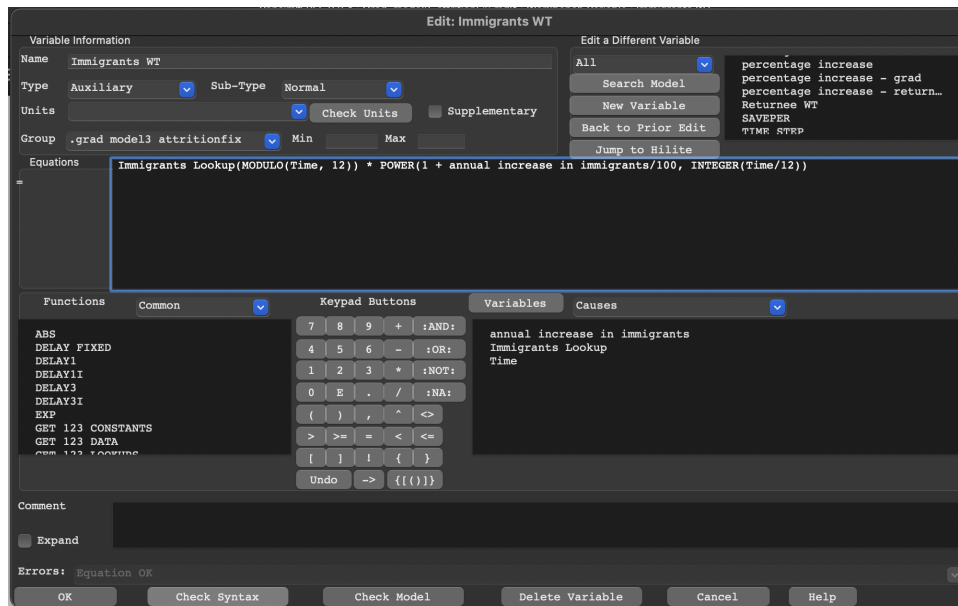 Edit: Immigrants WT
Variable Information
Edit a Different Variable
Name Immigrants WT
All
percentage increase
percentage increase - grad
percentage increase - return…
Returnee WT
SAVEPER
TIME STEP
Type Auxiliary Sub-Type Normal
Search Model
Units Check Units Supplementary
New Variable
Back to Prior Edit
Group .grad model3 attritionfix Min Max
Jump to Hilite
Equations
= Immigrants Lookup(MODULO(Time, 12)) * POWER(1 + annual increase in immigrants/100, INTEGER(Time/12))
Functions Common
Keypad Buttons
Variables Causes
ABS
DELAY FIXED
DELAY1
DELAY1I
DELAY3
DELAY3I
EXP
GET 123 CONSTANTS
GET 123 DATA
GET 123 LOOKUPS
7 8 9 + :AND:
4 5 6 - :OR:
1 2 3 * :NOT:
0 E . / :NA:
( ) , ^ <>
> >= = < <=
[ ] ! { }
Undo -> {[()]}
annual increase in immigrants
Immigrants Lookup
Time
Comment
Expand
Errors: Equation OK
OK Check Syntax Check Model Delete Variable Cancel Help